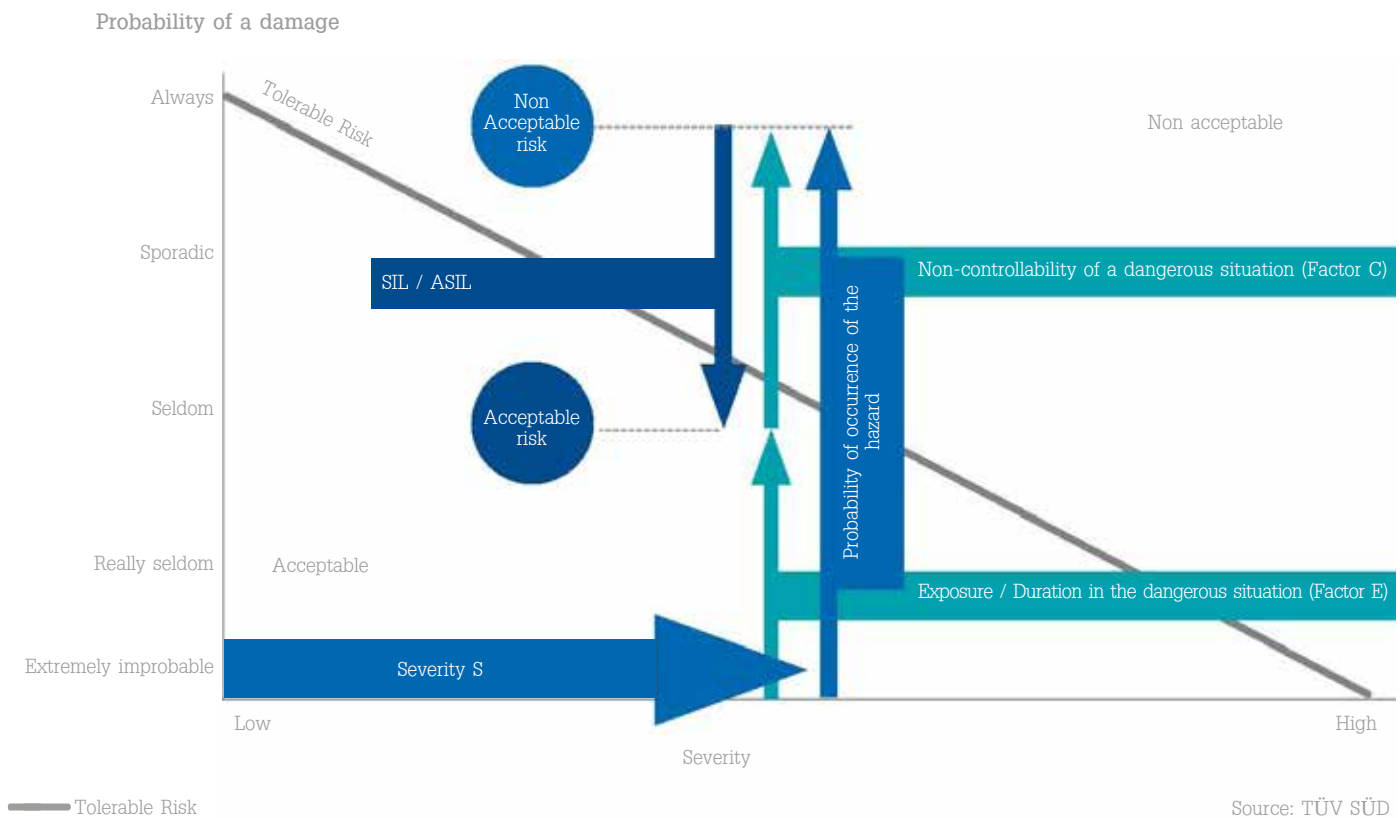 Probability of a damage
Always
Tolerable Risk
Non
Acceptable
risk
Non acceptable
Sporadic
SIL / ASIL
Non-controllability of a dangerous situation (Factor C)
Probability of occurrence of the
hazard
Seldom
Acceptable
risk
Really seldom
Acceptable
Exposure / Duration in the dangerous situation (Factor E)
Extremely improbable
Severity S
Low
High
Severity
Tolerable Risk
Source: TÜV SÜD